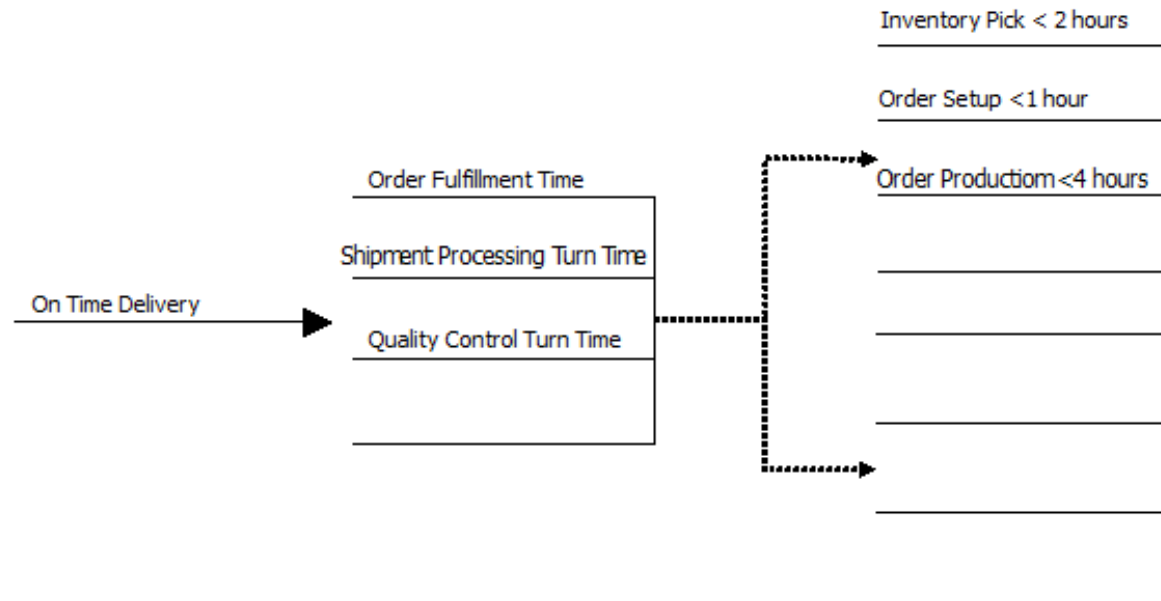 Inventory Pick < 2 hours
Order Setup <1 hour
Order Productiom <4 hours
Order Fulfillment Time
Shipment Processing Turn Time
Quality Control Turn Time
On Time Delivery